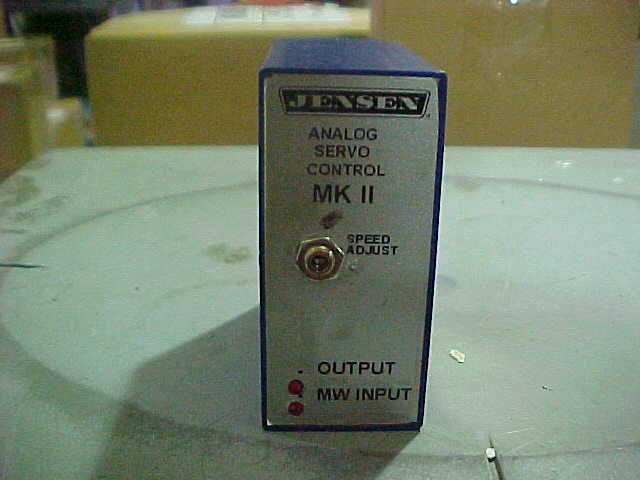 JENSEN
ANALOG
SERVO
CONTROL
MK II
SPEED
ADJUST
OUTPUT
MW INPUT